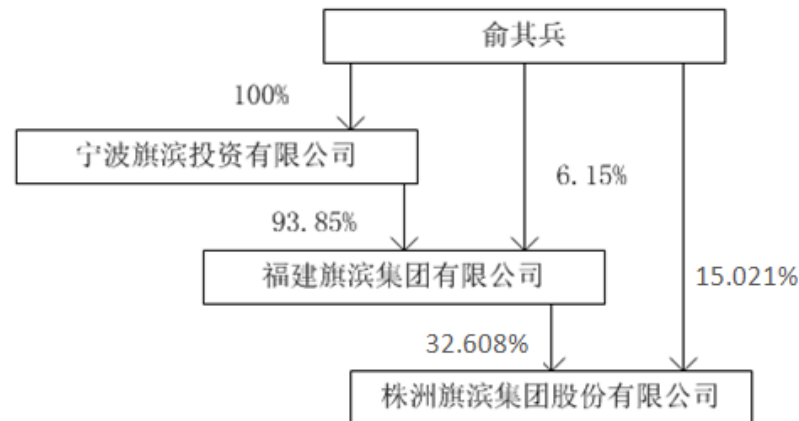 俞其兵
100%
宁波旗滨投资有限公司
6.15%
93.85%
福建旗滨集团有限公司
15.021%
32.608%
株洲旗滨集团股份有限公司